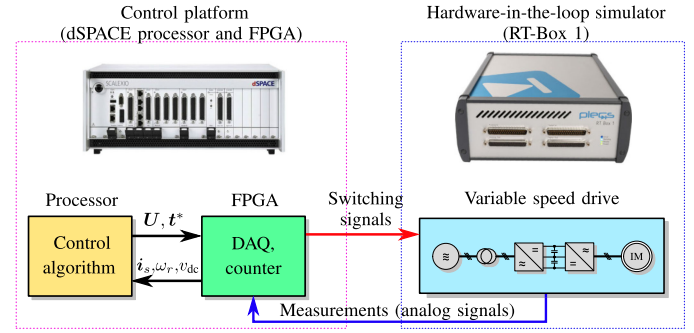 Control platform
(dSPACE processor and FPGA)
Hardware-in-the-loop simulator
(RT-Box 1)
SCALEXIO
dSPACE
plecs
RT Box 1
Processor
FPGA
Switching
signals
Variable speed drive
Control
algorithm
U, t*
i_s,ω_r,v_dc
DAQ,
counter
IM
Measurements (analog signals)